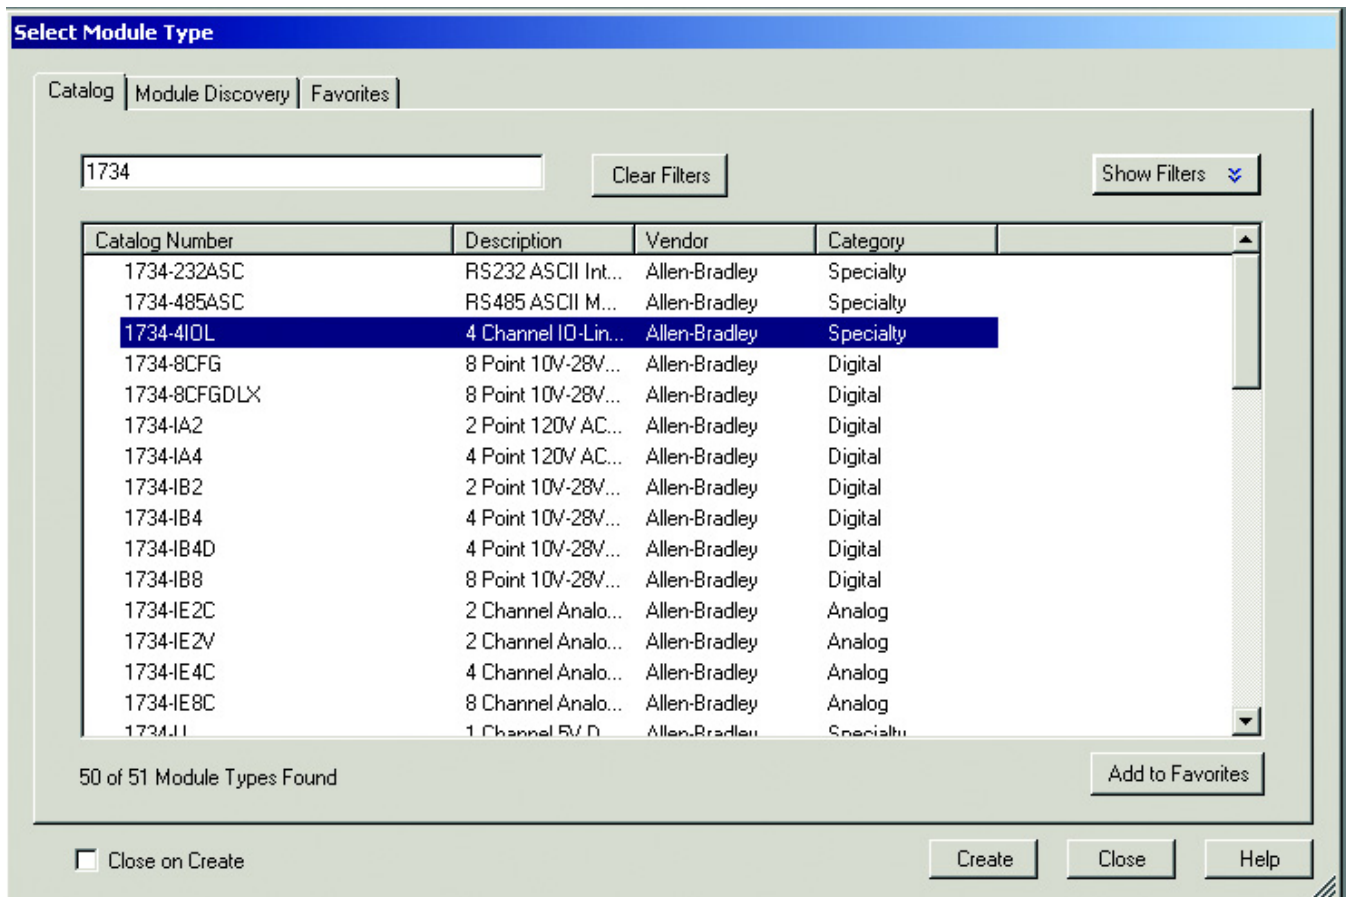 Select Module Type
Catalog Module Discovery Favorites
1734 Clear Filters Show Filters
Catalog Number Description Vendor Category
1734-232ASC RS232 ASCII Int... Allen-Bradley Specialty
1734-485ASC RS485 ASCII M... Allen-Bradley Specialty
1734-4IOL 4 Channel IO-Lin... Allen-Bradley Specialty
1734-8CFG 8 Point 10V-28V... Allen-Bradley Digital
1734-8CFGDLX 8 Point 10V-28V... Allen-Bradley Digital
1734-IA2 2 Point 120V AC... Allen-Bradley Digital
1734-IA4 4 Point 120V AC... Allen-Bradley Digital
1734-IB2 2 Point 10V-28V... Allen-Bradley Digital
1734-IB4 4 Point 10V-28V... Allen-Bradley Digital
1734-IB4D 4 Point 10V-28V... Allen-Bradley Digital
1734-IB8 8 Point 10V-28V... Allen-Bradley Digital
1734-IE2C 2 Channel Analo... Allen-Bradley Analog
1734-IE2V 2 Channel Analo... Allen-Bradley Analog
1734-IE4C 4 Channel Analo... Allen-Bradley Analog
1734-IE8C 8 Channel Analo... Allen-Bradley Analog
1 Channel 5V D... Allen-Bradley Specialty
50 of 51 Module Types Found Add to Favorites
Close on Create Create Close Help